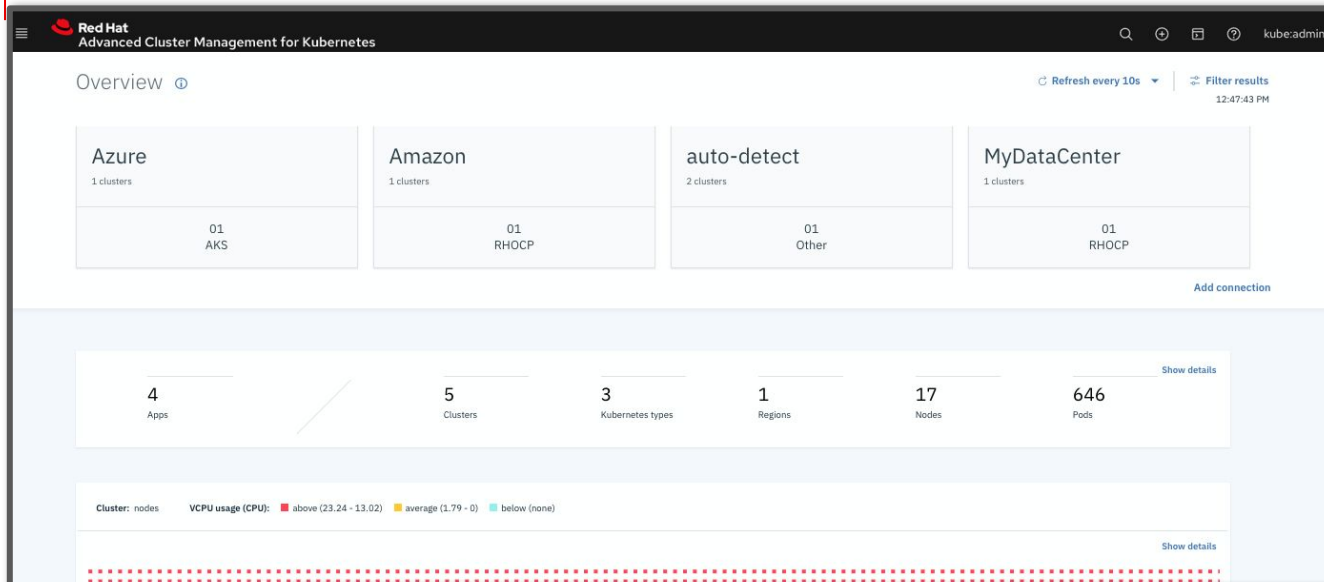 Red Hat
Advanced Cluster Management for Kubernetes
kube:admin
Overview
Refresh every 10s
Filter results
12:47:43 PM
Azure
1 clusters
01
AKS
Amazon
1 clusters
01
RHOCP
auto-detect
2 clusters
01
Other
MyDataCenter
1 clusters
01
RHOCP
Add connection
Show details
4
Apps
5
Clusters
3
Kubernetes types
1
Regions
17
Nodes
646
Pods
Cluster: nodes VCPU usage (CPU): above (23.24 - 13.02) average (1.79 - 0) below (none)
Show details